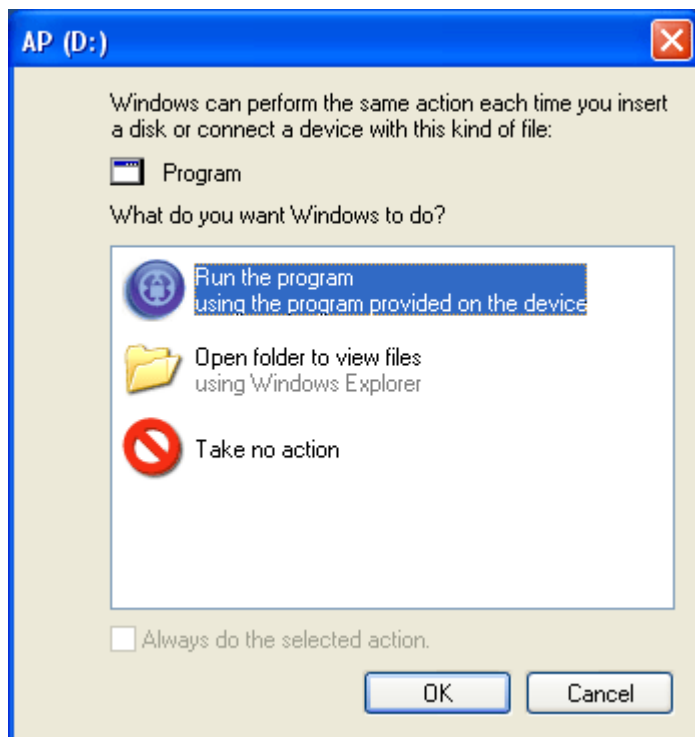 AP (D:)
Windows can perform the same action each time you insert
a disk or connect a device with this kind of file:
Program
What do you want Windows to do?
Run the program
using the program provided on the device
Open folder to view files
using Windows Explorer
Take no action
Always do the selected action.
OK
Cancel